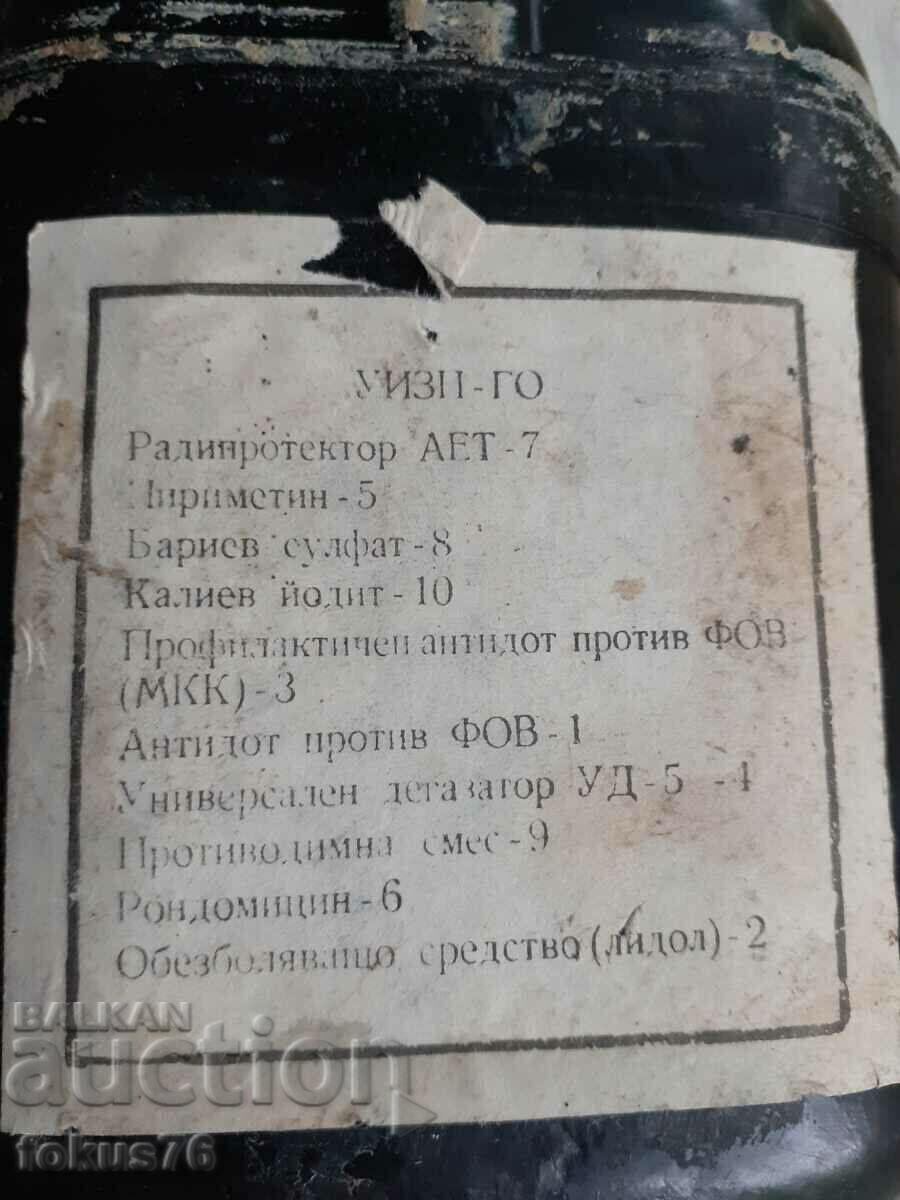 УИЗП-ГО
Радипротектор АЕТ-7
Пириметин-5
Бариев сулфат-8
Калиев йодит-10
Профилактичен антидот против ФОВ
(МКК)-3
Антидот против ФОВ-1
Универсален дегазатор УД-5 -4
Противодимна смес-9
Рондомицин-6
Обезболяващо средство(лидол)-2
BALKAN
auction
fokus76